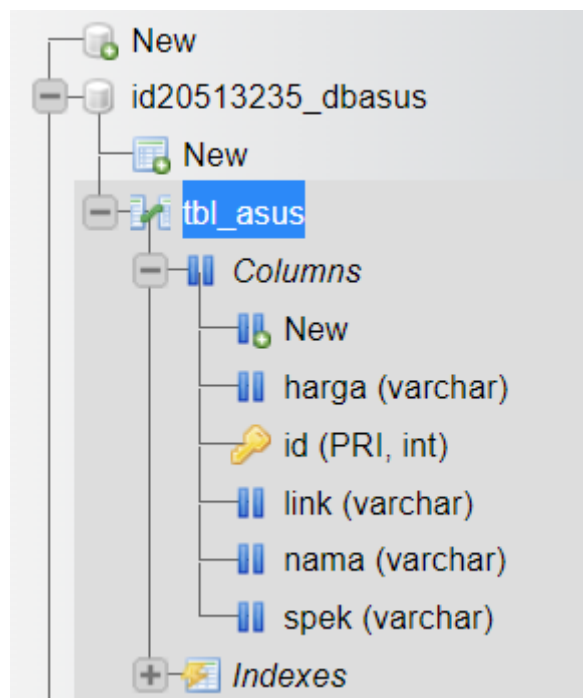 New
id20513235_dbasus
New
tbl_asus
Columns
New
harga (varchar)
id (PRI, int)
link (varchar)
nama (varchar)
spek (varchar)
Indexes